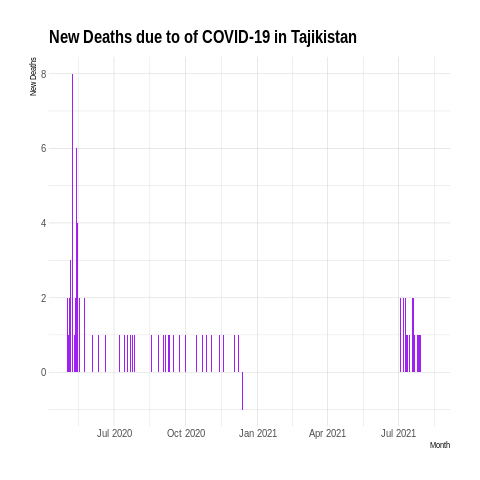 New Deaths due to of COVID-19 in Tajikistan
New Deaths
8
6
4
2
0
Jul 2020 Oct 2020 Jan 2021 Apr 2021 Jul 2021
Month